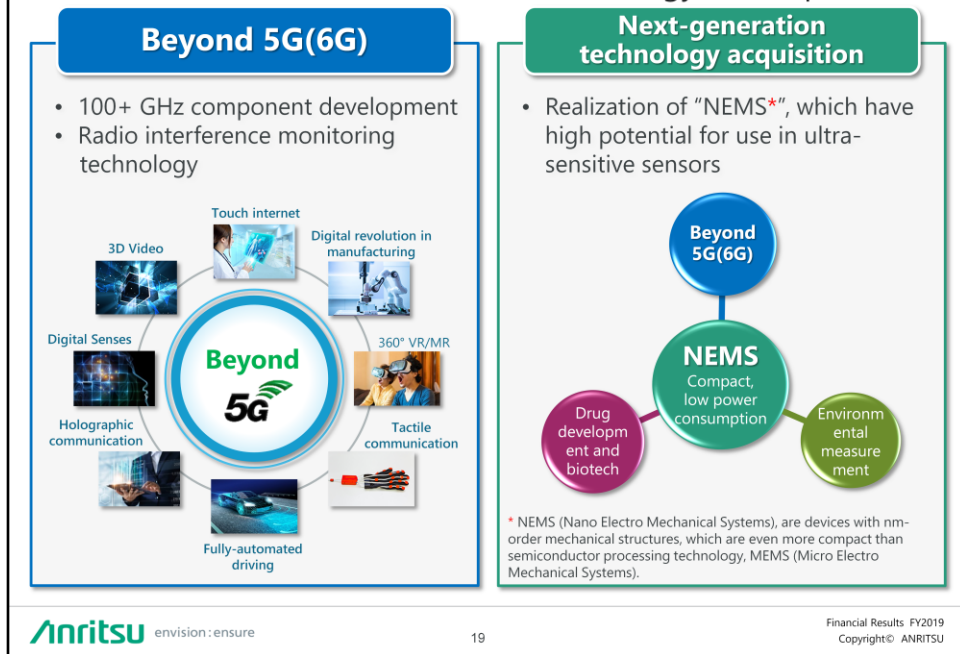 Beyond 5G(6G)
• 100+ GHz component development
• Radio interference monitoring
technology
Touch internet
3D Video
Digital revolution in
manufacturing
Digital Senses
360° VR/MR
Beyond
5G
Holographic
communication
Tactile
communication
Fully-automated
driving
Next-generation
technology acquisition
• Realization of “NEMS*”, which have
high potential for use in ultra-
sensitive sensors
Beyond
5G(6G)
NEMS
Compact,
low power
consumption
Drug
developm
ent and
biotech
Environm
ental
measure
ment
* NEMS (Nano Electro Mechanical Systems), are devices with nm-
order mechanical structures, which are even more compact than
semiconductor processing technology, MEMS (Micro Electro
Mechanical Systems).
Anritsu envision : ensure
19
Financial Results FY2019
Copyright© ANRITSU